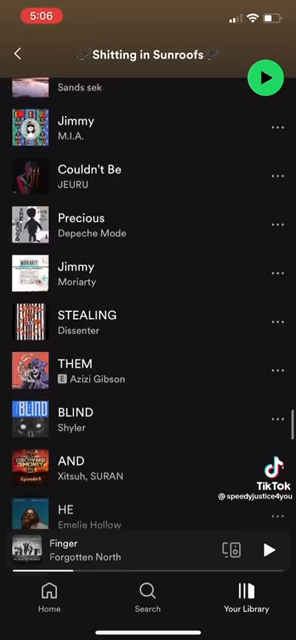 5:06
Shitting in Sunroofs
Sands sek
Jimmy
M.I.A.
Couldn't Be
JEURU
Precious
Depeche Mode
Jimmy
Moriarty
STEALING
Dissenter
THEM
E Azizi Gibson
BLIND
Shyler
AND
Xitsuh, SURAN
HE
Emelie Hollow
TikTok
@speedyjustice4you
Finger
Forgotten North
Home
Search
Your Library